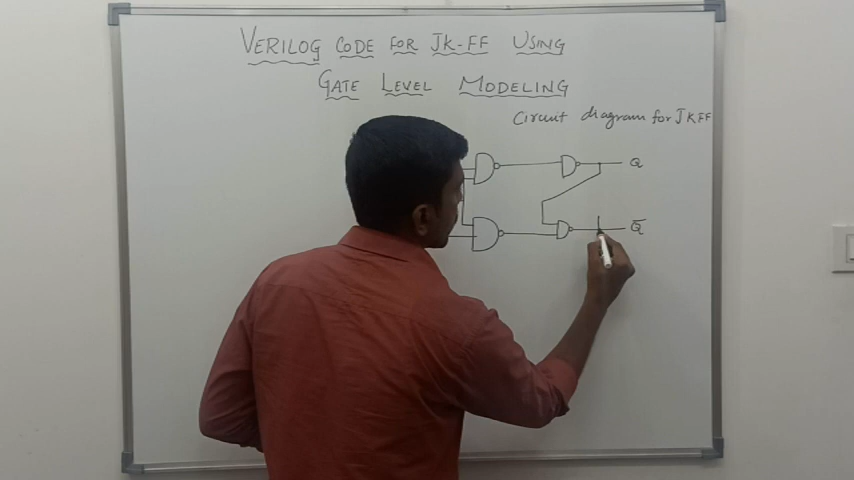 VERILOG CODE FOR JK-FF USING
GATE LEVEL MODELING
Circuit diagram for JKFF
Q
Q̅